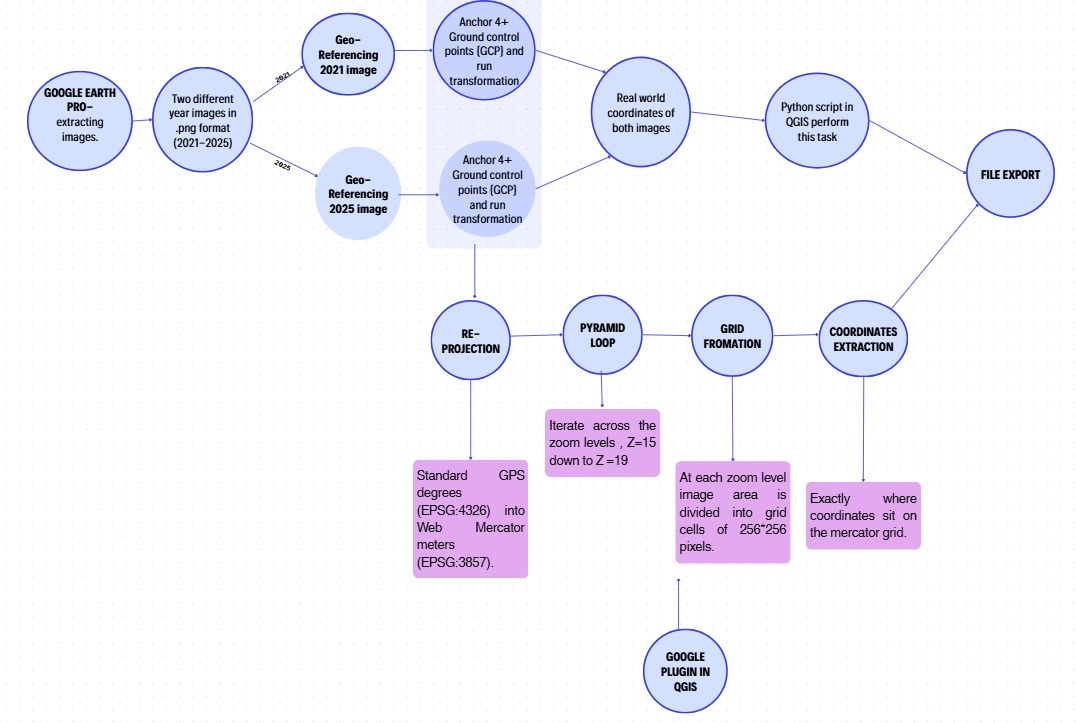 GOOGLE EARTH
PRO–
extracting
images.
Two different
year images in
.png format
(2021–2025)
2021
2025
Geo–
Referencing
2021 image
Geo–
Referencing
2025 image
Anchor 4+
Ground control
points {GCP} and
run
transformation
Anchor 4+
Ground control
points {GCP}
and run
transformation
Real world
coordinates of
both images
Python script in
QGIS perform
this task
FILE EXPORT
RE–
PROJECTION
PYRAMID
LOOP
GRID
FROMATION
COORDINATES
EXTRACTION
Standard GPS
degrees
(EPSG:4326) into
Web Mercator
meters
(EPSG:3857).
Iterate across the
zoom levels , Z=15
down to Z =19
At each zoom level
image area is
divided into grid
cells of 256*256
pixels.
Exactly where
coordinates sit on
the mercator grid.
GOOGLE
PLUGIN IN
QGIS